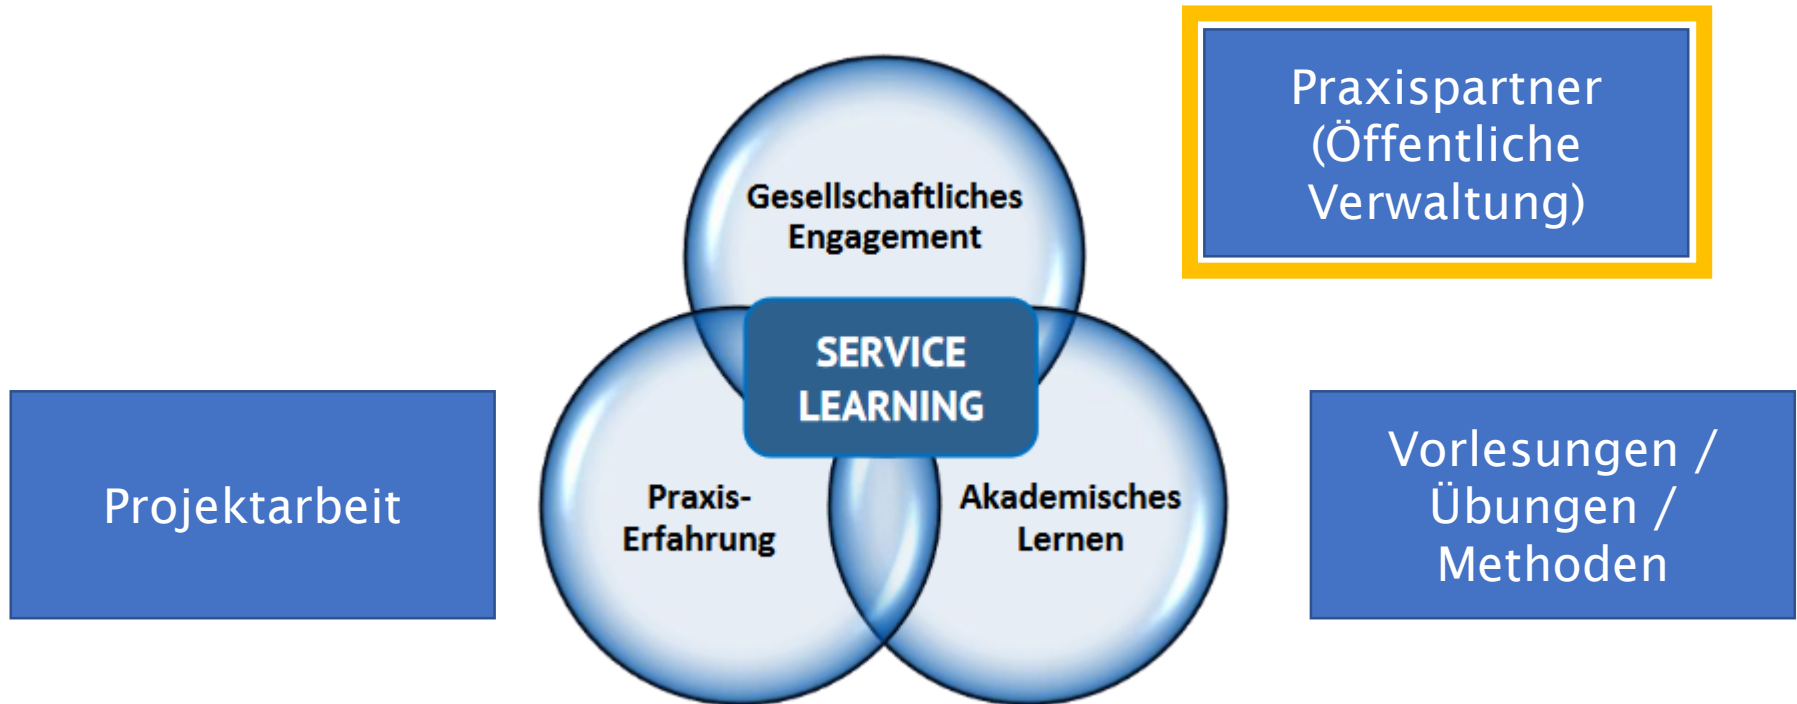 Praxispartner
(Öffentliche
Verwaltung)
Gesellschaftliches
Engagement
SERVICE
LEARNING
Projektarbeit
Praxis-
Erfahrung
Akademisches
Lernen
Vorlesungen /
Übungen /
Methoden